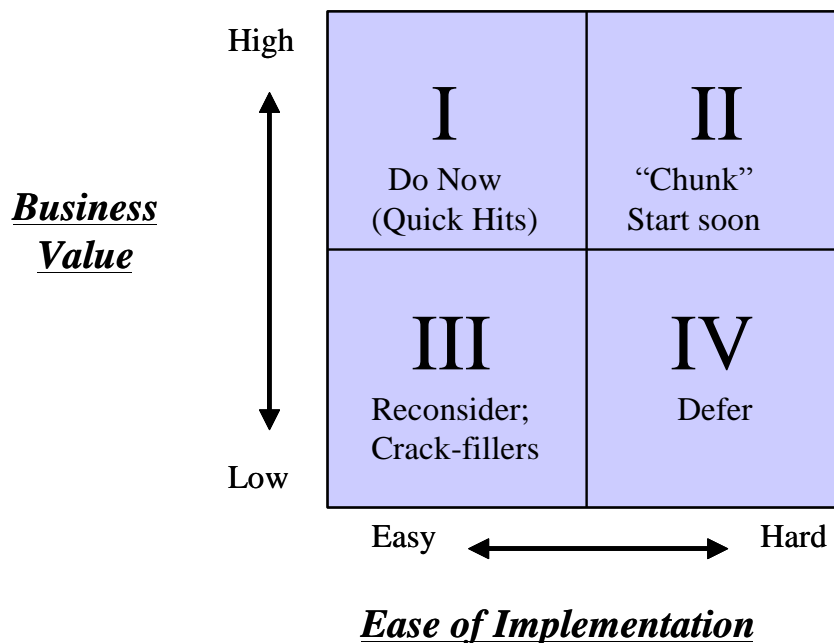 High
I
II
Do Now
(Quick Hits)
“Chunk”
Start soon
Business
Value
III
IV
Reconsider;
Crack-fillers
Defer
Low
Easy
Hard
Ease of Implementation